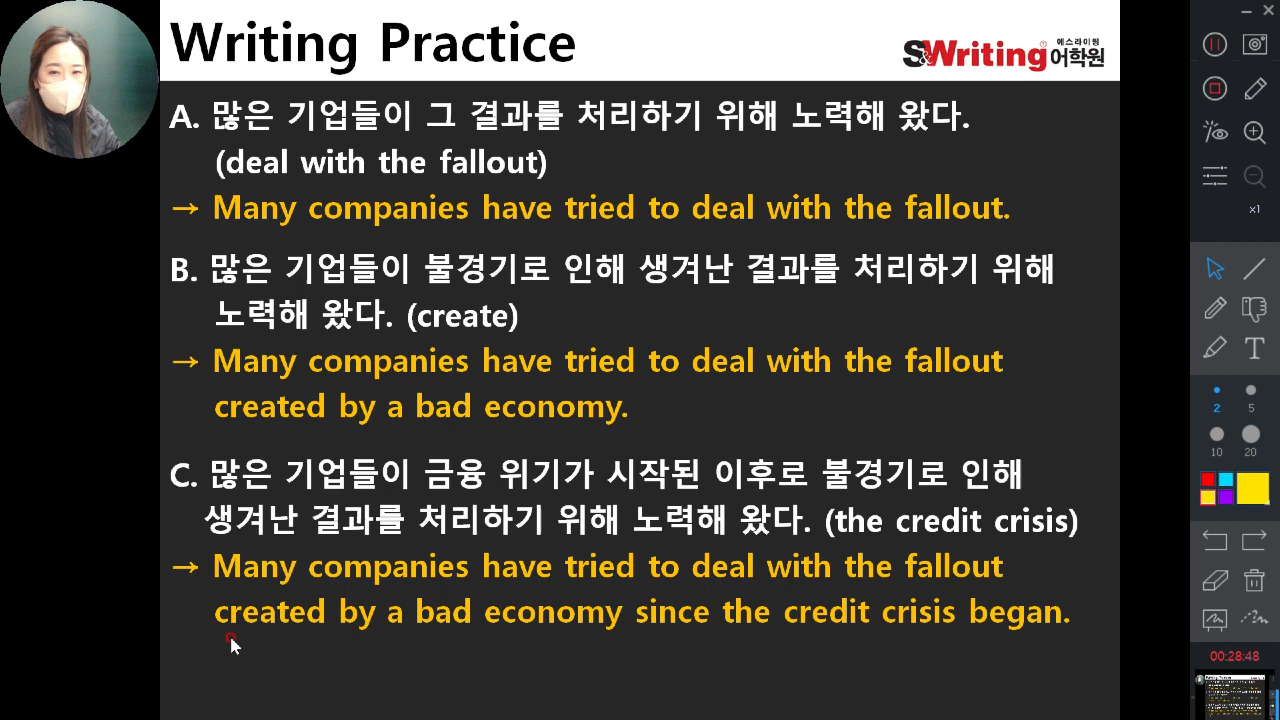 Writing Practice
S&Writing 에스라이팅 어학원
A. 많은 기업들이 그 결과를 처리하기 위해 노력해 왔다.
(deal with the fallout)
→ Many companies have tried to deal with the fallout.
B. 많은 기업들이 불경기로 인해 생겨난 결과를 처리하기 위해
노력해 왔다. (create)
→ Many companies have tried to deal with the fallout
created by a bad economy.
C. 많은 기업들이 금융 위기가 시작된 이후로 불경기로 인해
생겨난 결과를 처리하기 위해 노력해 왔다. (the credit crisis)
→ Many companies have tried to deal with the fallout
created by a bad economy since the credit crisis began.
x1
T
2 5
10 20
00:28:48